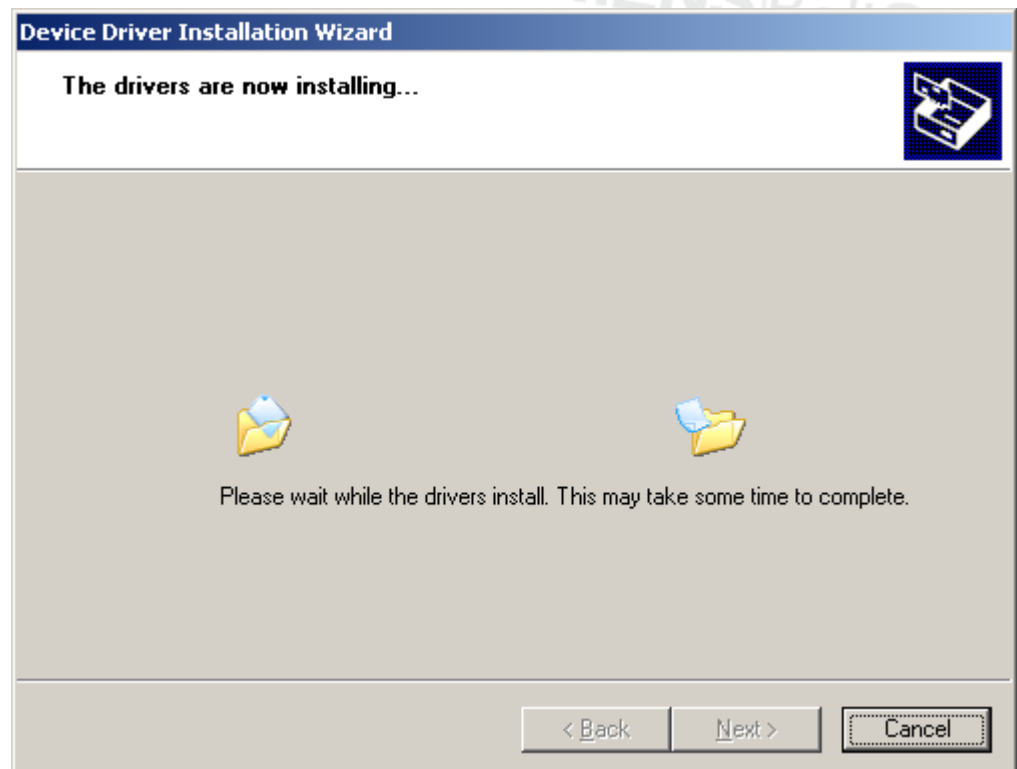 Device Driver Installation Wizard
The drivers are now installing...
Please wait while the drivers install. This may take some time to complete.
< Back
Next >
Cancel